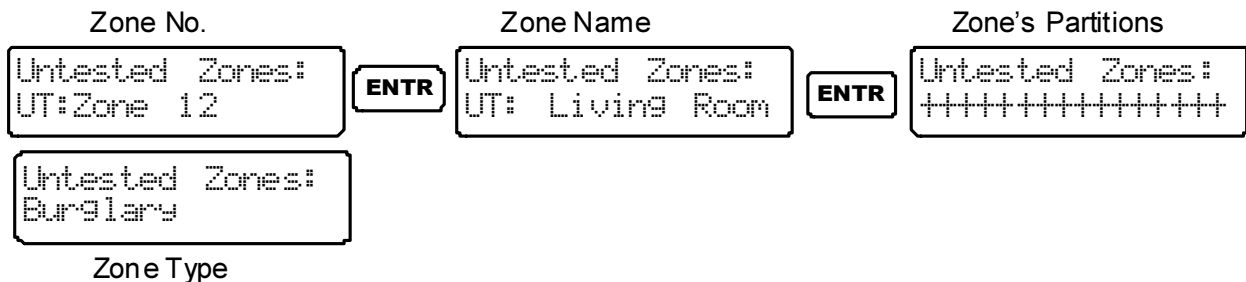 Zone No.
Untested Zones:
UT:Zone 12
ENTR
Zone Name
Untested Zones:
UT: Living Room
ENTR
Zone's Partitions
Untested Zones:
++++++++++++++++
Untested Zones:
Burglary
Zone Type